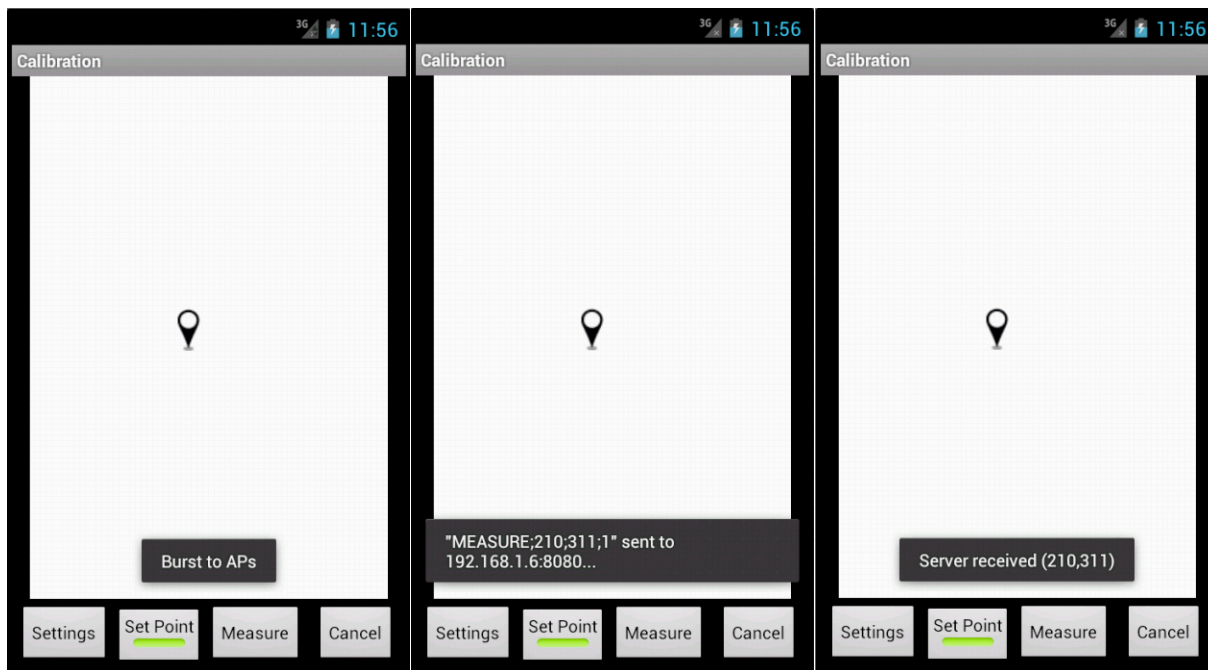 3G 11:56
Calibration
Burst to APs
Settings Set Point Measure Cancel
3G 11:56
Calibration
"MEASURE;210;311;1" sent to
192.168.1.6:8080...
Settings Set Point Measure Cancel
3G 11:56
Calibration
Server received (210,311)
Settings Set Point Measure Cancel